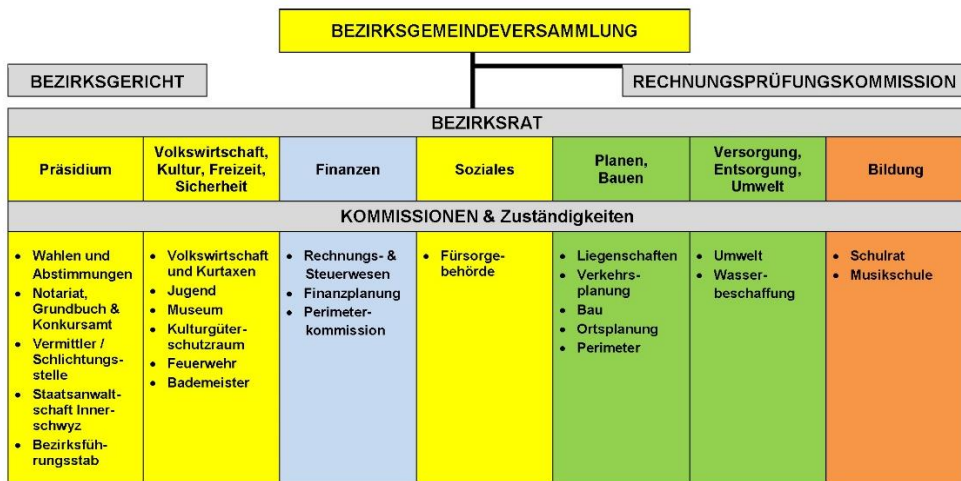 BEZIRKSGEMEINDEVERSAMMLUNG
BEZIRKSGERICHT
RECHNUNGSPRÜFUNGSKOMMISSION
BEZIRKSRAT
Präsidium
Volkswirtschaft,
Kultur, Freizeit,
Sicherheit
Finanzen
Soziales
Planen,
Bauen
Versorgung,
Entsorgung,
Umwelt
Bildung
KOMMISSIONEN & Zuständigkeiten
• Wahlen und
Abstimmungen
• Notariat,
Grundbuch &
Konkursamt
• Vermittler /
Schlichtungs-
stelle
• Staatsanwalt-
schaft Inner-
schwyz
• Bezirksfüh-
rungsstab
• Volkswirtschaft
und Kurtaxen
• Jugend
• Museum
• Kulturgüter-
schutzraum
• Feuerwehr
• Bademeister
• Rechnungs- &
Steuerwesen
• Finanzplanung
• Perimeter-
kommission
• Fürsorge-
behörde
• Liegenschaften
• Verkehrs-
planung
• Bau
• Ortsplanung
• Perimeter
• Umwelt
• Wasser-
beschaffung
• Schulrat
• Musikschule